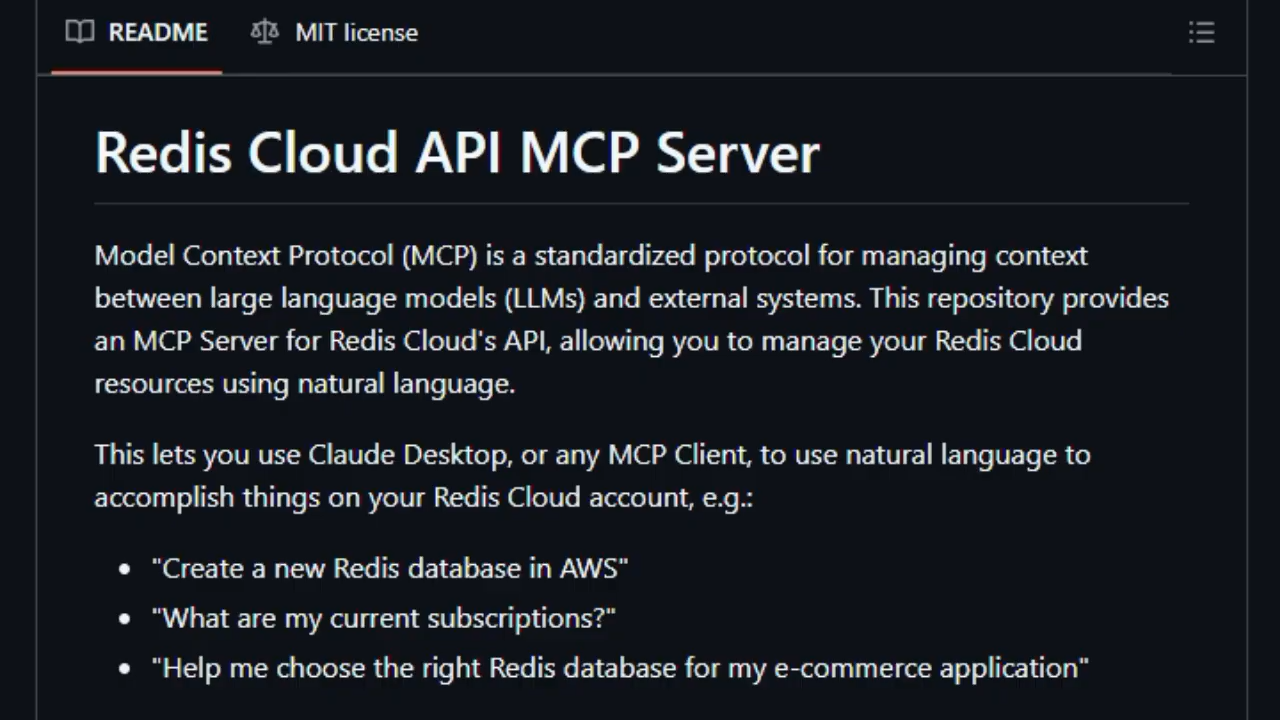 README
MIT license
Redis Cloud API MCP Server
Model Context Protocol (MCP) is a standardized protocol for managing context
between large language models (LLMs) and external systems. This repository provides
an MCP Server for Redis Cloud's API, allowing you to manage your Redis Cloud
resources using natural language.
This lets you use Claude Desktop, or any MCP Client, to use natural language to
accomplish things on your Redis Cloud account, e.g.:
• "Create a new Redis database in AWS"
• "What are my current subscriptions?"
• "Help me choose the right Redis database for my e-commerce application"